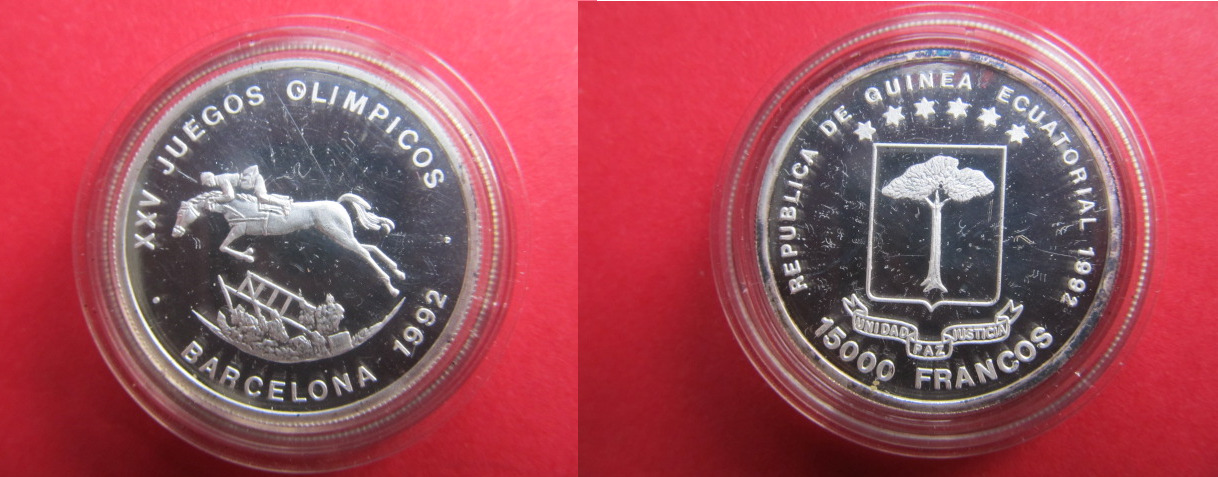 XXV JUEGOS OLIMPICOS
BARCELONA 1992
REPUBLICA DE GUINEA ECUATORIAL 1992
UNIDAD PAZ JUSTICIA
15000 FRANCOS